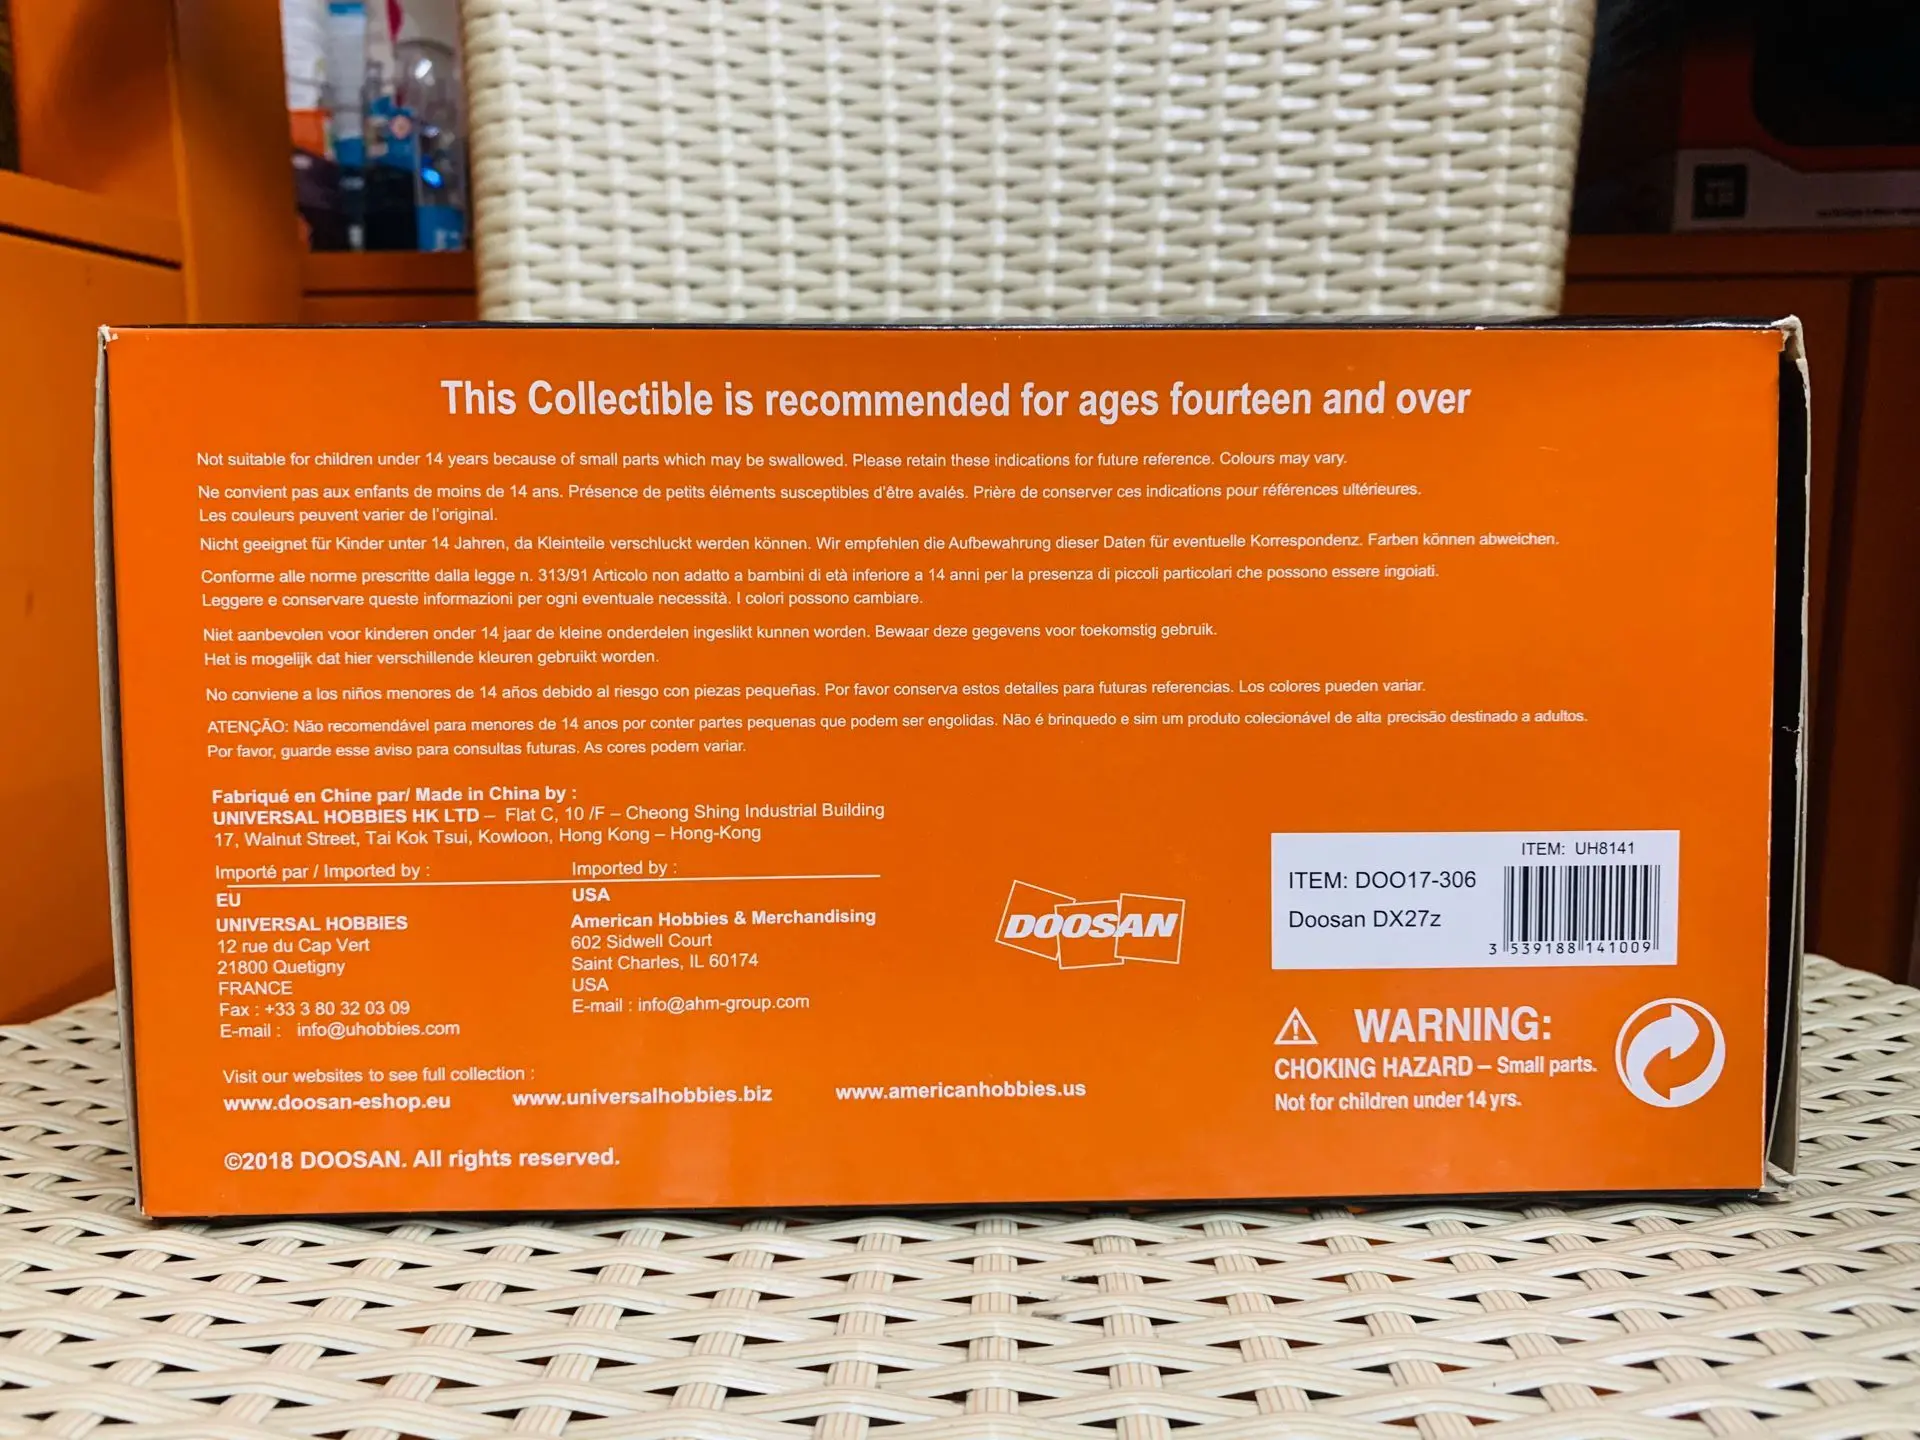 This Collectible is recommended for ages fourteen and over
Not suitable for children under 14 years because of small parts which may be swallowed. Please retain these indications for future reference. Colours may vary.
Ne convient pas aux enfants de moins de 14 ans. Présence de petits éléments susceptibles d'être avalés. Prière de conserver ces indications pour références ultérieures.
Les couleurs peuvent varier de l'original.
Nicht geeignet für Kinder unter 14 Jahren, da Kleinteile verschluckt werden können. Wir empfehlen die Aufbewahrung dieser Daten für eventuelle Korrespondenz. Farben können abweichen.
Conforme alle norme prescritte dalla legge n. 313/91 Articolo non adatto a bambini di età inferiore a 14 anni per la presenza di piccoli particolari che possono essere ingoiati.
Leggere e conservare queste informazioni per ogni eventuale necessità. I colori possono cambiare.
Niet aanbevolen voor kinderen onder 14 jaar de kleine onderdelen ingeslikt kunnen worden. Bewaar deze gegevens voor toekomstig gebruik.
Het is mogelijk dat hier verschillende kleuren gebruikt worden.
No conviene a los niños menores de 14 años debido al riesgo con piezas pequeñas. Por favor conserva estos detalles para futuras referencias. Los colores pueden variar.
ATENÇÃO: Não recomendável para menores de 14 anos por conter partes pequenas que podem ser engolidas. Não é brinquedo e sim um produto colecionável de alta precisão destinado a adultos.
Por favor, guarde esse aviso para consultas futuras. As cores podem variar.
Fabriqué en Chine par/ Made in China by :
UNIVERSAL HOBBIES HK LTD – Flat C, 10 /F – Cheong Shing Industrial Building
17, Walnut Street, Tai Kok Tsui, Kowloon, Hong Kong – Hong-Kong
Importé par / Imported by :
EU
UNIVERSAL HOBBIES
12 rue du Cap Vert
21800 Quetigny
FRANCE
Fax : +33 3 80 32 03 09
E-mail : info@uhobbies.com
Imported by :
USA
American Hobbies & Merchandising
602 Sidwell Court
Saint Charles, IL 60174
USA
E-mail : info@ahm-group.com
DOOSAN
ITEM: UH8141
ITEM: DOO17-306
Doosan DX27z
3 539188 141009
WARNING:
CHOKING HAZARD – Small parts.
Not for children under 14 yrs.
Visit our websites to see full collection :
www.doosan-eshop.eu www.universalhobbies.biz www.americanhobbies.us
©2018 DOOSAN. All rights reserved.